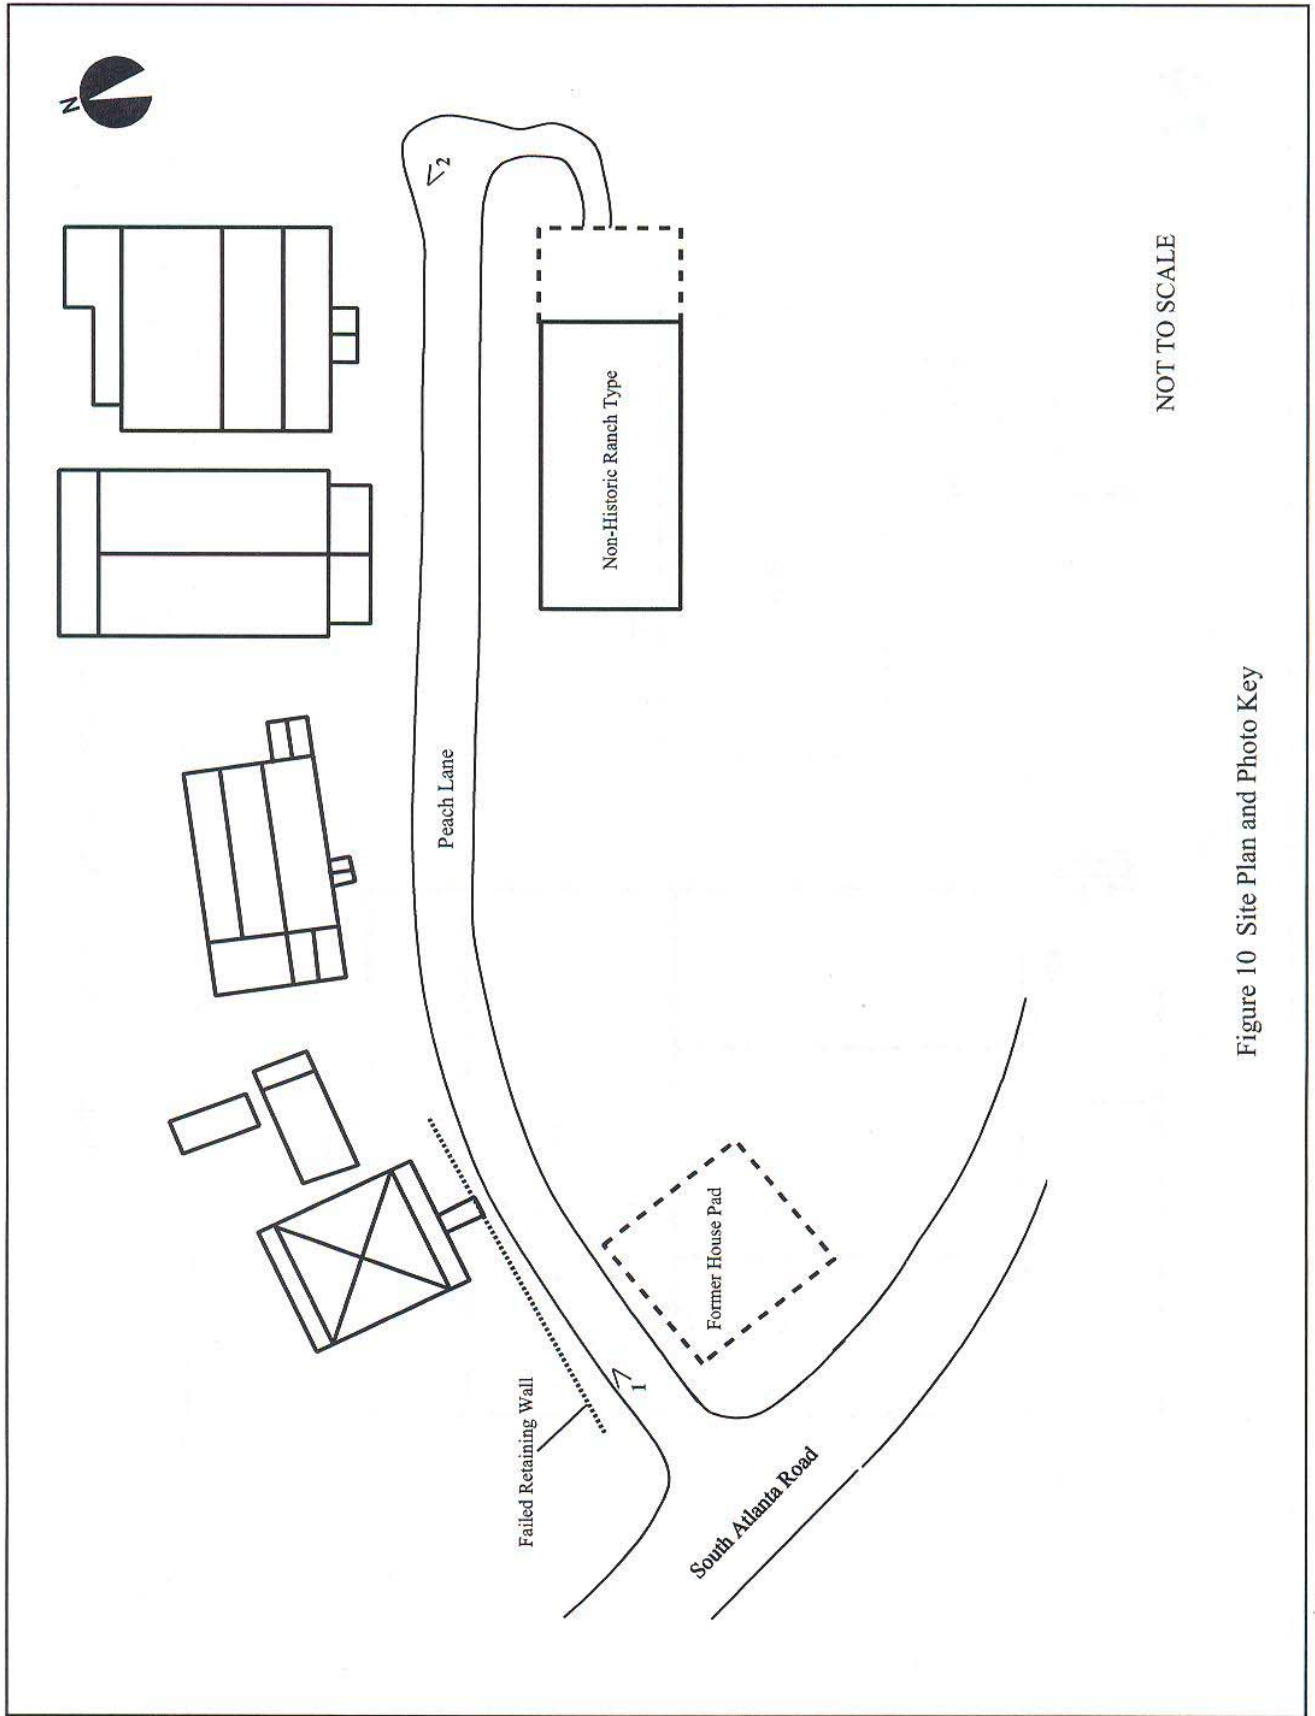 N
2
Non-Historic Ranch Type
NOT TO SCALE
Peach Lane
Former House Pad
1
Failed Retaining Wall
South Atlanta Road
Figure 10 Site Plan and Photo Key